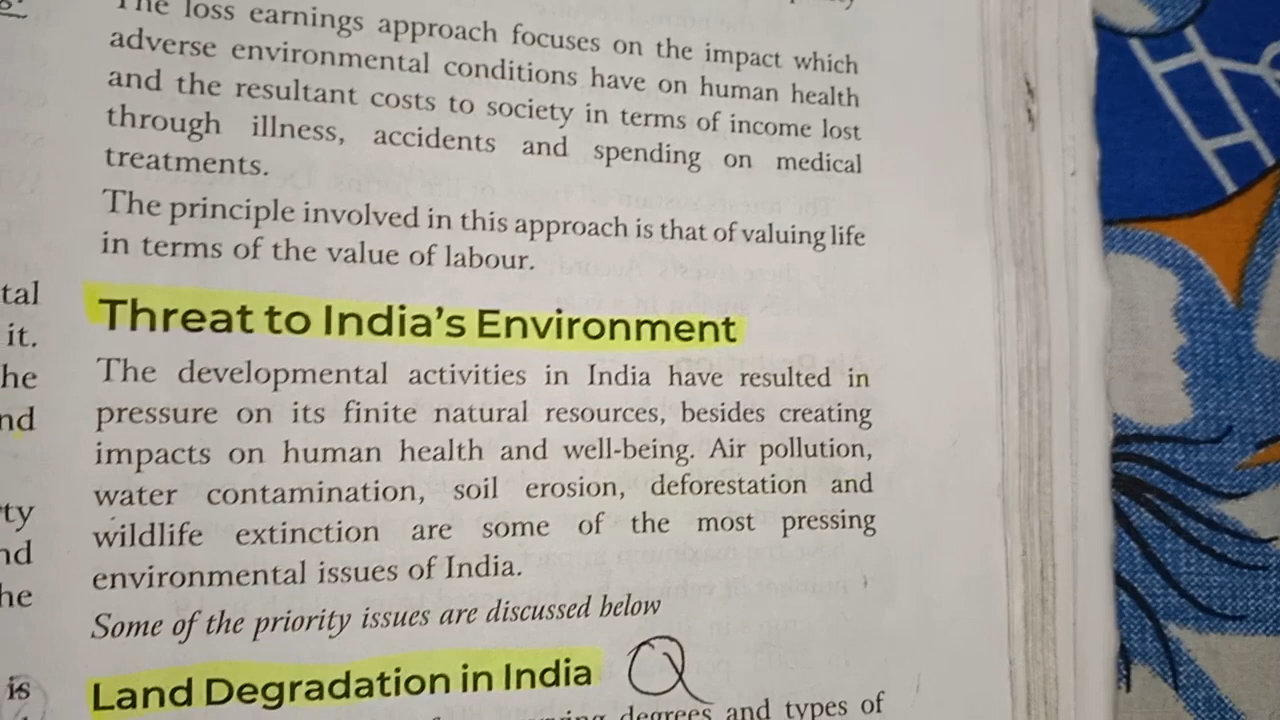 The loss earnings approach focuses on the impact which
adverse environmental conditions have on human health
and the resultant costs to society in terms of income lost
through illness, accidents and spending on medical
treatments.
The principle involved in this approach is that of valuing life
in terms of the value of labour.
Threat to India's Environment
The developmental activities in India have resulted in
pressure on its finite natural resources, besides creating
impacts on human health and well-being. Air pollution,
water contamination, soil erosion, deforestation and
wildlife extinction are some of the most pressing
environmental issues of India.
Some of the priority issues are discussed below
Land Degradation in India Q
degrees and types of
tal
it.
he
nd
ty
nd
he
is